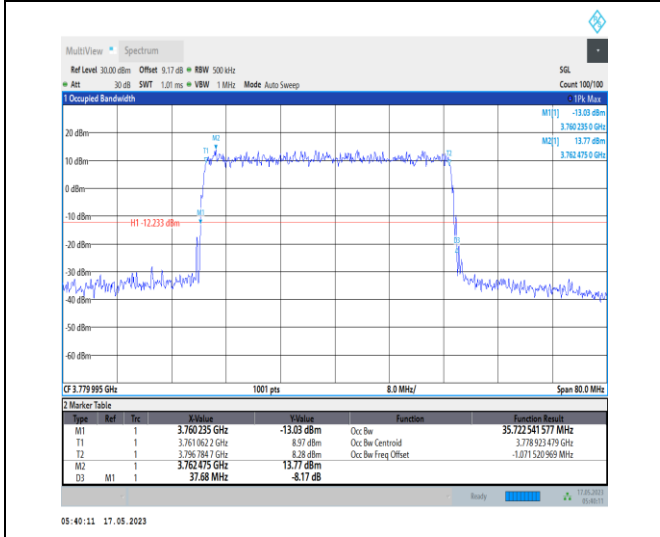 MultiView Spectrum
Ref Level 30.00 dBm Offset 9.17 dB RBW 500 kHz SGL
Att 30 dB SWT 1.01 ms VBW 1 MHz Mode Auto Sweep Count 100/100
1 Occupied Bandwidth 1Pk Max
M1[1] -13.03 dBm
3.760 235 0 GHz
M2[1] 13.77 dBm
3.762 475 0 GHz
20 dBm
M2
T1 T2
10 dBm
0 dBm
-10 dBm
M1
H1 -12.233 dBm
-20 dBm
D3
-30 dBm
-40 dBm
-50 dBm
-60 dBm
CF 3.779 995 GHz 1001 pts 8.0 MHz/ Span 80.0 MHz
2 Marker Table
Type Ref Trc X-Value Y-Value Function Function Result
M1 1 3.760235 GHz -13.03 dBm Occ Bw 35.722 541 577 MHz
T1 1 3.761 062 2 GHz 8.97 dBm Occ Bw Centroid 3.778 923 479 GHz
T2 1 3.796 784 7 GHz 8.28 dBm Occ Bw Freq Offset -1.071 520 969 MHz
M2 1 3.762475 GHz 13.77 dBm
D3 M1 1 37.68 MHz -8.17 dB
Ready 17.05.2023
05:40:11
05:40:11 17.05.2023